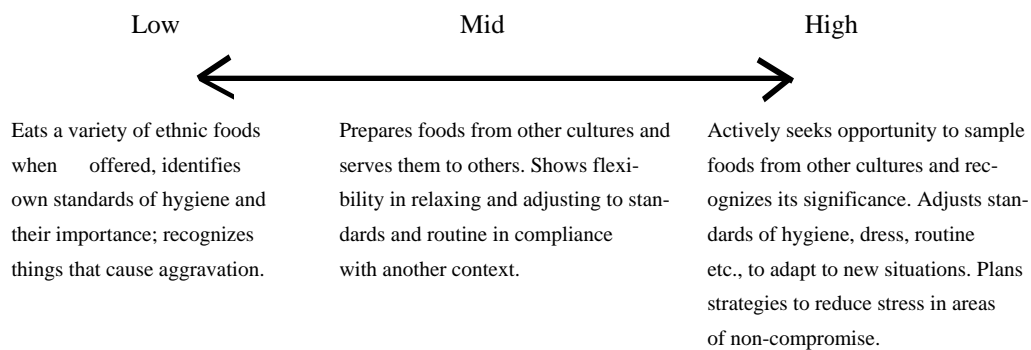 Low
Mid
High
Eats a variety of ethnic foods
when offered, identifies
own standards of hygiene and
their importance; recognizes
things that cause aggravation.
Prepares foods from other cultures and
serves them to others. Shows flexi-
bility in relaxing and adjusting to stan-
dards and routine in compliance
with another context.
Actively seeks opportunity to sample
foods from other cultures and rec-
ognizes its significance. Adjusts stan-
dards of hygiene, dress, routine
etc., to adapt to new situations. Plans
strategies to reduce stress in areas
of non-compromise.